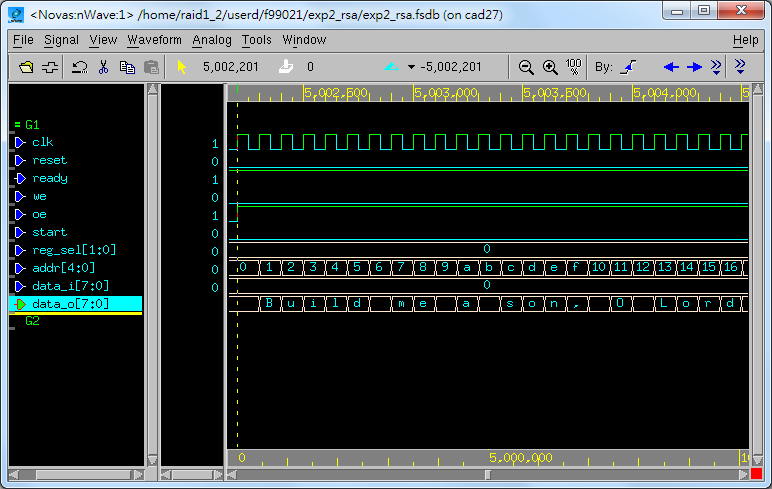 <Novas:nWave:1> /home/raid1_2/userd/f99021/exp2_rsa/exp2_rsa.fsdb (on cad27)
File Signal View Waveform Analog Tools Window Help
5,002,201 0 -5,002,201 100 % By:
5,002,500 5,003,000 5,003,500 5,004,000
= G1
clk 1
reset 0
ready 1
we 0
oe 1
start 0
reg_sel[1:0] 0 0
addr[4:0] 0 0 1 2 3 4 5 6 7 8 9 a b c d e f 10 11 12 13 14 15 16
data_i[7:0] 0 0
data_o[7:0] B u i l d m e a s o n , O L o r d
G2
0 5,000,000 10